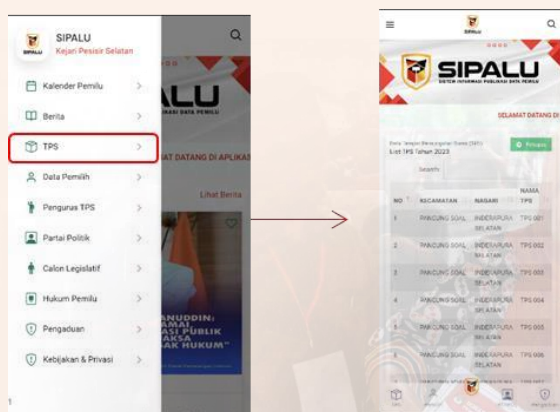 SIPALU
Kejari Pesisir Selatan
Kalender Pemilu
Berita
TPS
Data Pemilih
Pengurus TPS
Partai Politik
Calon Legislatif
Hukum Pemilu
Pengaduan
Kebijakan & Privasi
ALU
AT DATANG DI APLIKAS
Lihat Berita
ANUDDIN:
AMAI,
ASI PUBLIK
AKSA
AK HUKUM"
SIPALU
SIPALU
SISTEM INFORMASI PUBLIKASI DATA PEMILU
SELAMAT DATANG DI
List TPS Tahun 2023
Search
NO KECAMATAN NAGARI NAMA TPS
1 PANCUNG SOAL INDERAPURA SELATAN TPS 001
2 PANCUNG SOAL INDERAPURA SELATAN TPS 002
3 PANCUNG SOAL INDERAPURA SELATAN TPS 003
4 PANCUNG SOAL INDERAPURA SELATAN TPS 004
5 PANCUNG SOAL INDERAPURA SELATAN TPS 005
6 PANCUNG SOAL INDERAPURA SELATAN TPS 006